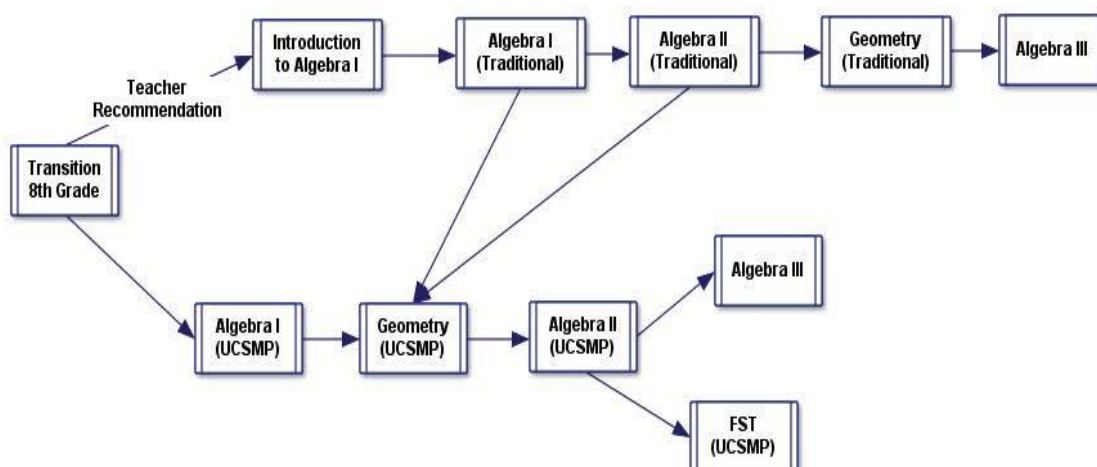 Introduction
to Algebra I
Algebra I
(Traditional)
Algebra II
(Traditional)
Geometry
(Traditional)
Algebra III
Teacher
Recommendation
Transition
8th Grade
Algebra III
Algebra I
(UCSMP)
Geometry
(UCSMP)
Algebra II
(UCSMP)
FST
(UCSMP)